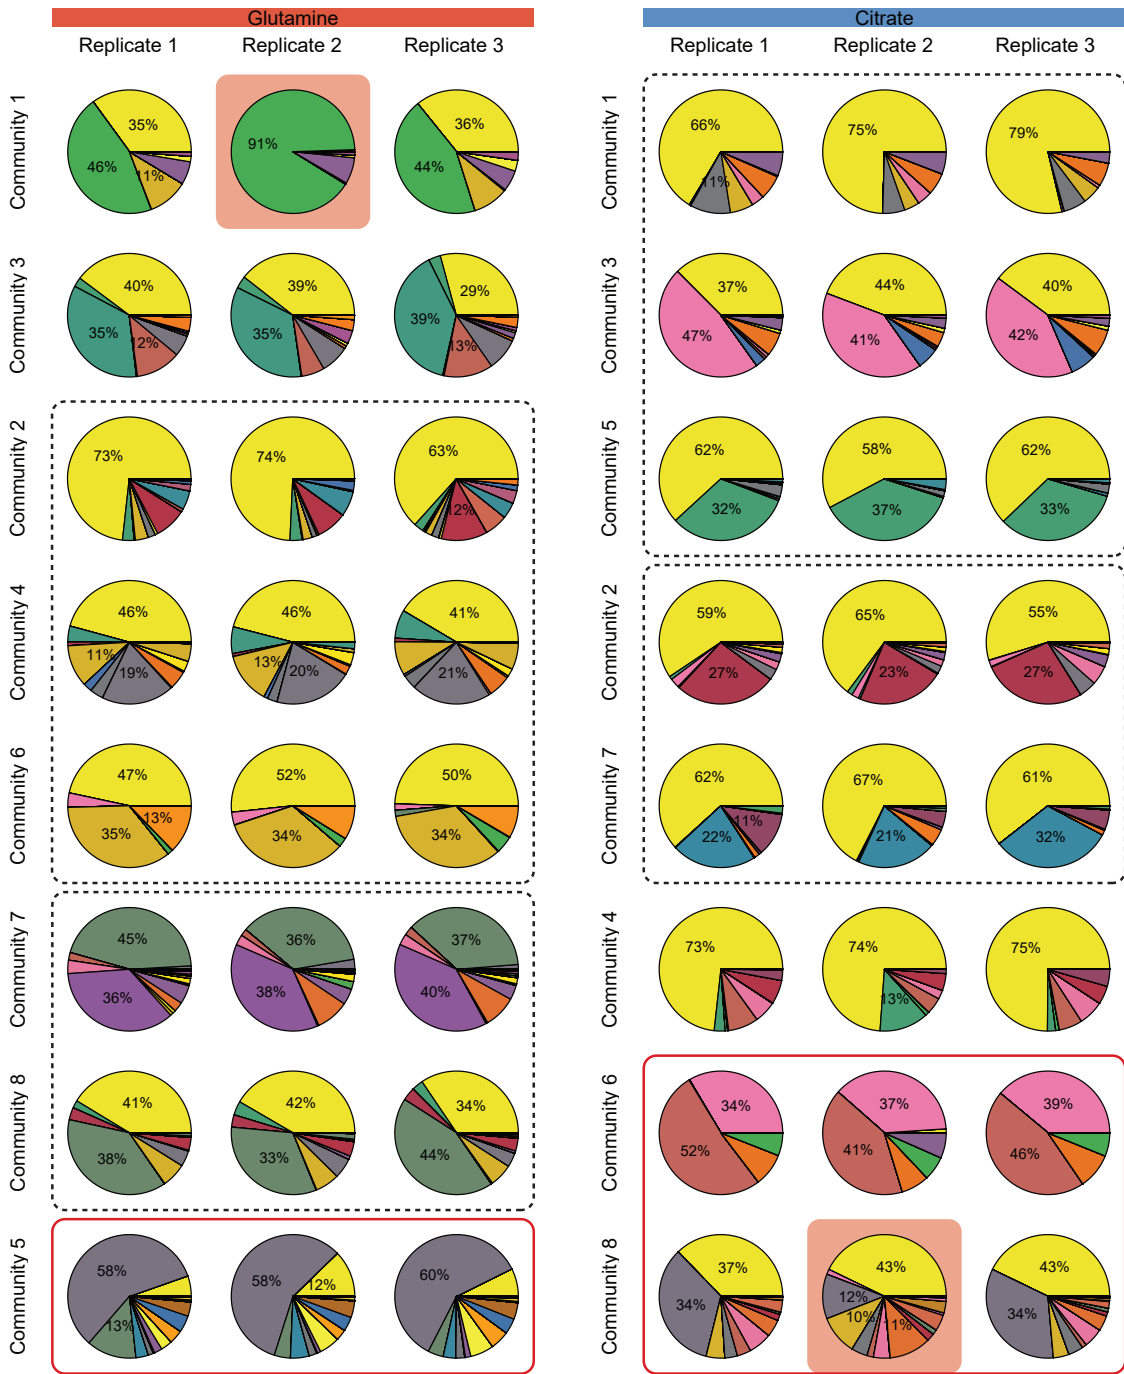 Glutamine
Replicate 1 Replicate 2 Replicate 3
Community 1
35% 46% 11%
91%
36% 44%
Community 3
40% 35% 12%
39% 35%
29% 39% 13%
Community 2
73%
74%
63% 12%
Community 4
46% 11% 19%
46% 13% 20%
41% 21%
Community 6
47% 13% 35%
52% 34%
50% 34%
Community 7
45% 36%
36% 38%
37% 40%
Community 8
41% 38%
42% 33%
34% 44%
Community 5
58% 13%
58% 12%
60%
Citrate
Replicate 1 Replicate 2 Replicate 3
Community 1
66% 11%
75%
79%
Community 3
37% 47%
44% 41%
40% 42%
Community 5
62% 32%
58% 37%
62% 33%
Community 2
59% 27%
65% 23%
55% 27%
Community 7
62% 11% 22%
67% 21%
61% 32%
Community 4
73%
74% 13%
75%
Community 6
34% 52%
37% 41%
39% 46%
Community 8
37% 34%
43% 12% 10% 11%
43% 34%